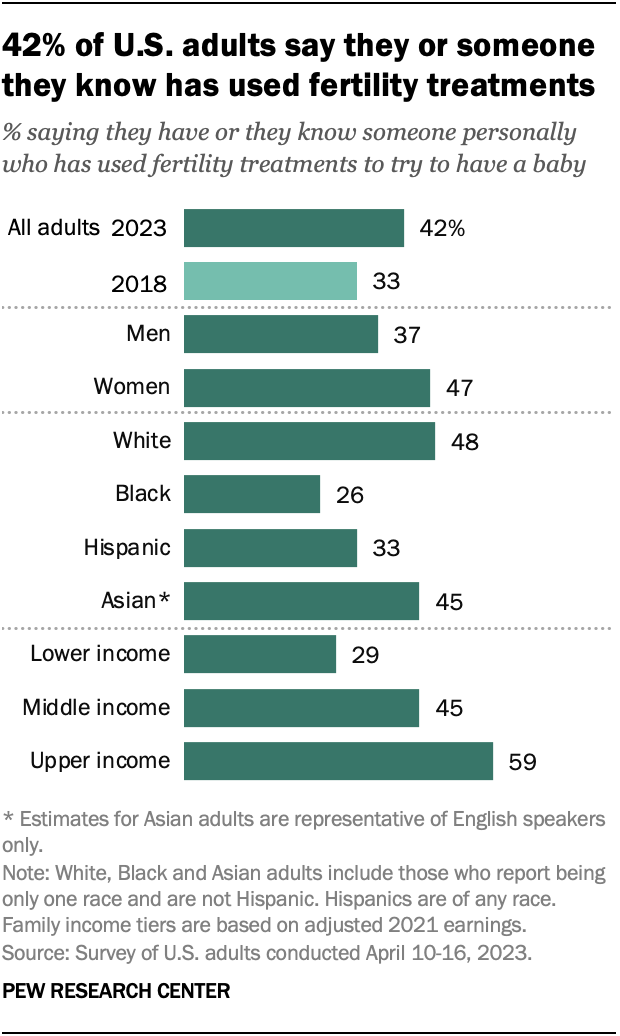 42% of U.S. adults say they or someone
they know has used fertility treatments
% saying they have or they know someone personally
who has used fertility treatments to try to have a baby
All adults 2023 42%
2018 33
Men 37
Women 47
White 48
Black 26
Hispanic 33
Asian* 45
Lower income 29
Middle income 45
Upper income 59
* Estimates for Asian adults are representative of English speakers
only.
Note: White, Black and Asian adults include those who report being
only one race and are not Hispanic. Hispanics are of any race.
Family income tiers are based on adjusted 2021 earnings.
Source: Survey of U.S. adults conducted April 10-16, 2023.
PEW RESEARCH CENTER